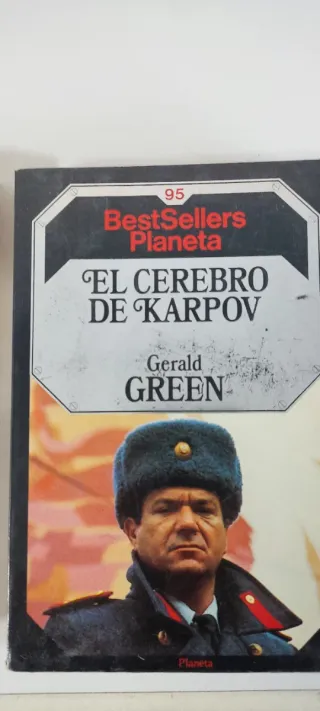 95
BestSellers
Planeta
EL CEREBRO
DE KARPOV
Gerald
GREEN
Planeta